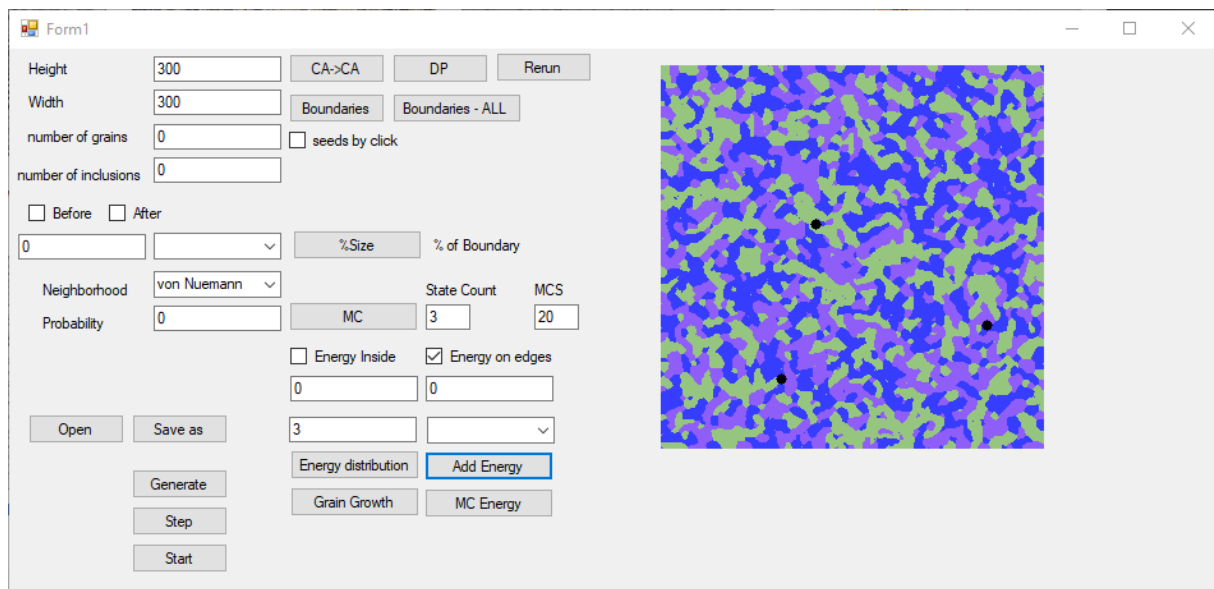 Form1
Height 300 CA->CA DP Rerun
Width 300 Boundaries Boundaries - ALL
number of grains 0 seeds by click
number of inclusions 0
Before After
0 %Size % of Boundary
Neighborhood von Nuemann State Count MCS
Probability 0 MC 3 20
Energy Inside Energy on edges
0 0
Open Save as 3
Energy distribution Add Energy
Generate
Grain Growth MC Energy
Step
Start